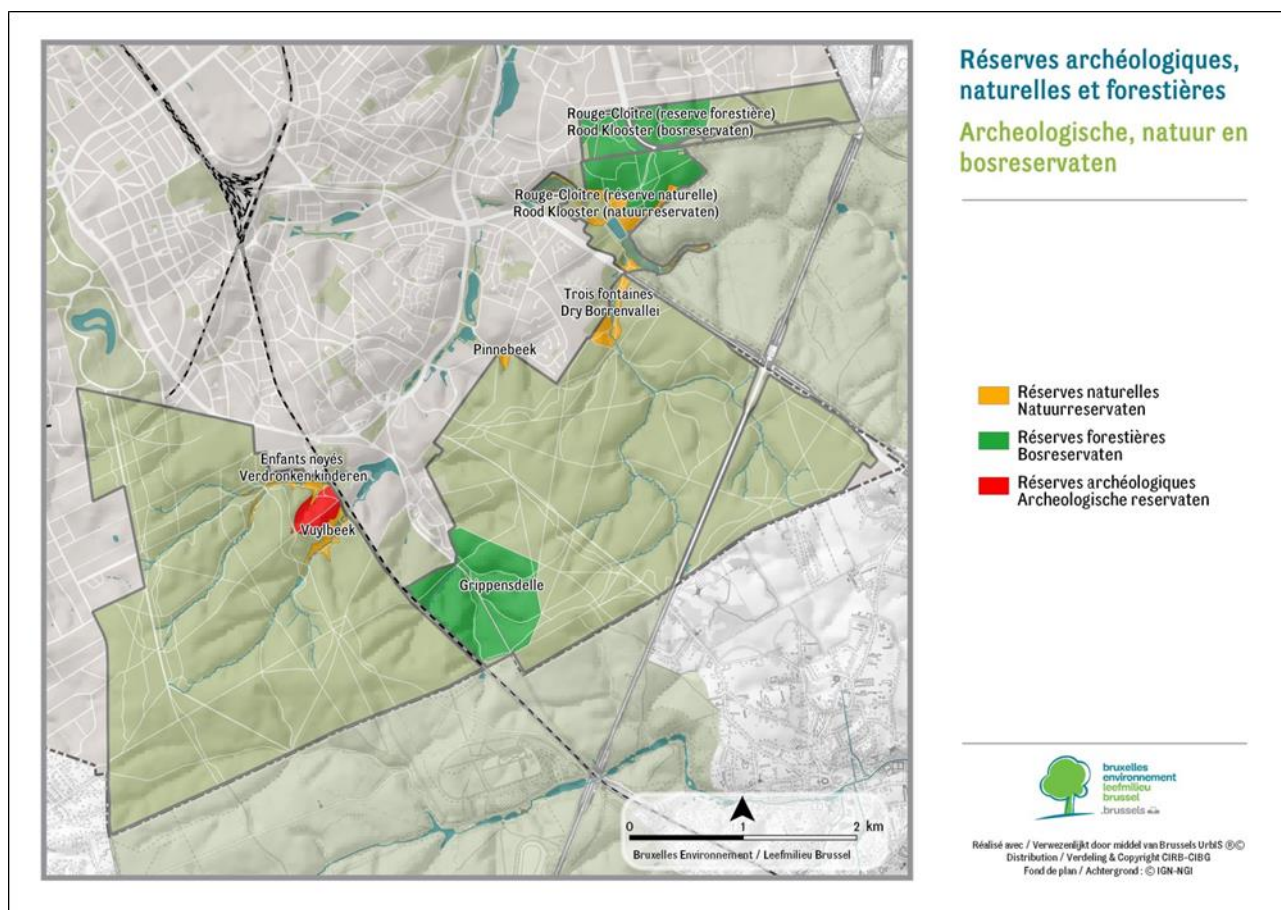 Réserves archéologiques,
naturelles et forestières
Archeologische, natuur en
bosreservaten
Rouge-Cloître (reserve forestière)
Rood Klooster (bosreservaten)
Rouge-Cloître (réserve naturelle)
Rood Klooster (natuurreservaten)
Trois fontaines
Dry Borrenvallei
Pinnebeek
Enfants noyés
Verdronken kinderen
Vuylbeek
Grippensdelle
Réserves naturelles
Natuurreservaten
Réserves forestières
Bosreservaten
Réserves archéologiques
Archeologische reservaten
0 1 2 km
Bruxelles Environnement / Leefmilieu Brussel
bruxelles
environnement
leefmilieu
brussel
.brussels
Réalisé avec / Verwezenlijkt door middel van Brussels UrbIS ®©
Distribution / Verdeling & Copyright CIRB-CIBG
Fond de plan / Achtergrond : © IGN-NGI